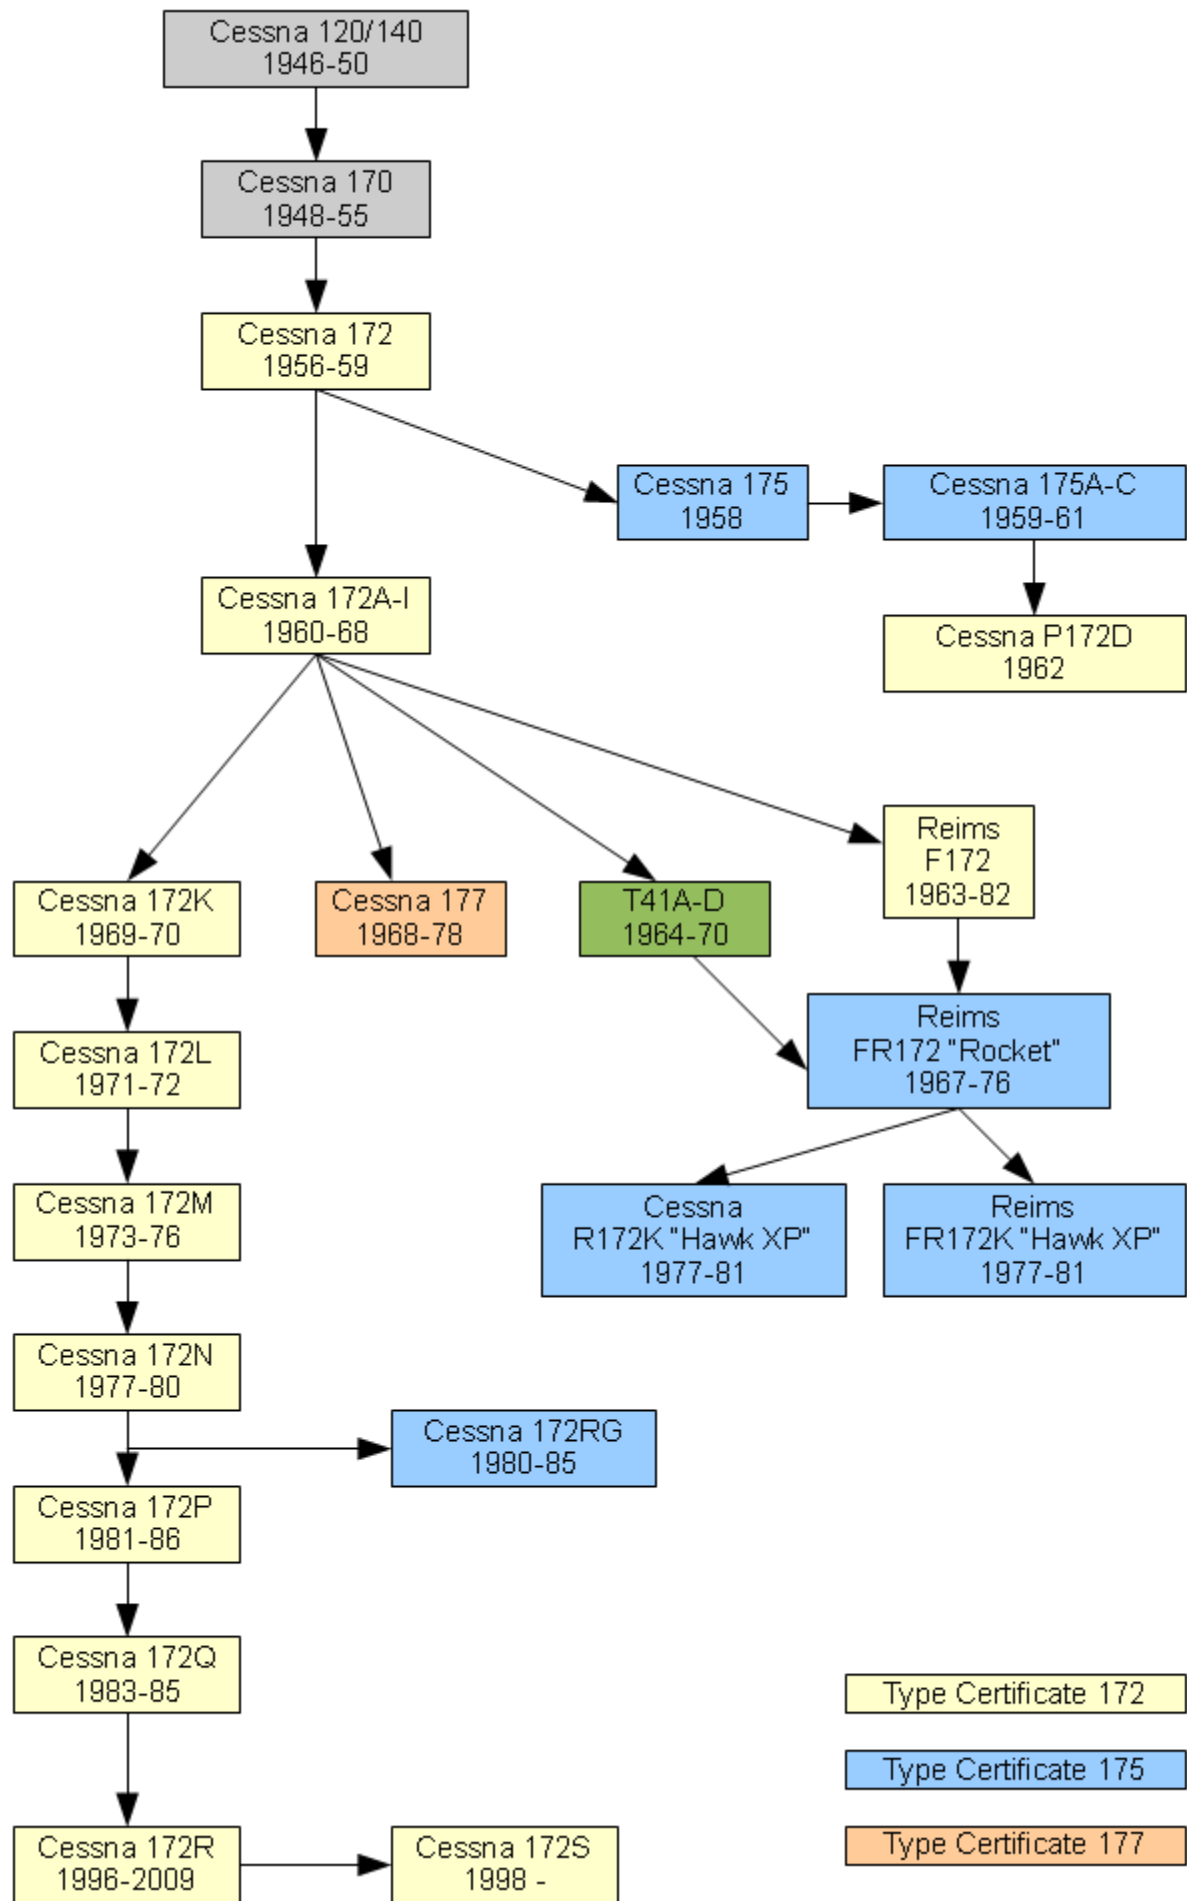 Cessna 120/140
1946-50
Cessna 170
1948-55
Cessna 172
1956-59
Cessna 175
1958
Cessna 175A-C
1959-61
Cessna 172A-I
1960-68
Cessna P172D
1962
Reims
F172
1963-82
Cessna 172K
1969-70
Cessna 177
1968-78
T41A-D
1964-70
Reims
FR172 "Rocket"
1967-76
Cessna 172L
1971-72
Cessna 172M
1973-76
Cessna
R172K "Hawk XP"
1977-81
Reims
FR172K "Hawk XP"
1977-81
Cessna 172N
1977-80
Cessna 172RG
1980-85
Cessna 172P
1981-86
Cessna 172Q
1983-85
Cessna 172R
1996-2009
Cessna 172S
1998 -
Type Certificate 172
Type Certificate 175
Type Certificate 177